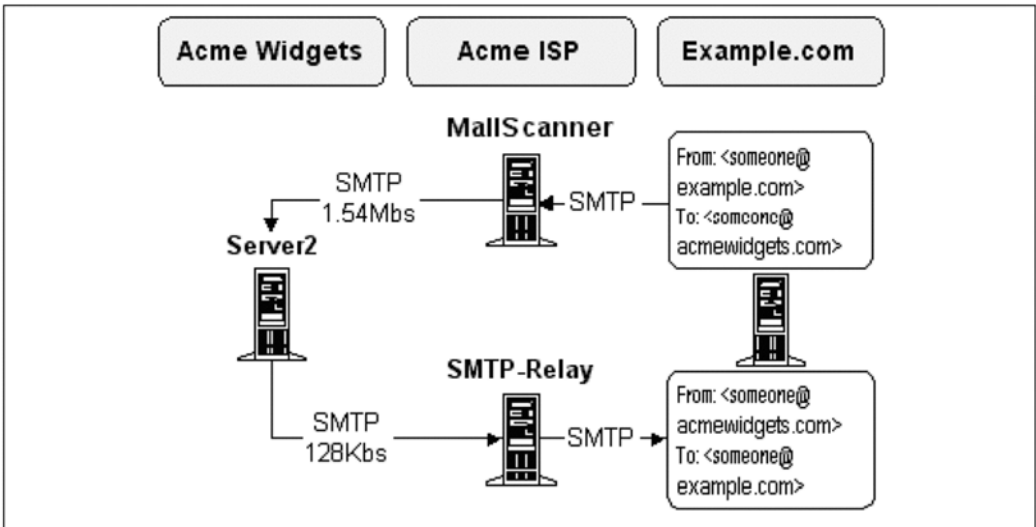 Acme Widgets
Acme ISP
Example.com
MallScanner
From: <someone@
example.com>
To: <someone@
acmewidgets.com>
SMTP
1.54Mbs
SMTP
Server2
SMTP-Relay
From: <someone@
acmewidgets.com>
To: <someone@
example.com>
SMTP
128Kbs
SMTP